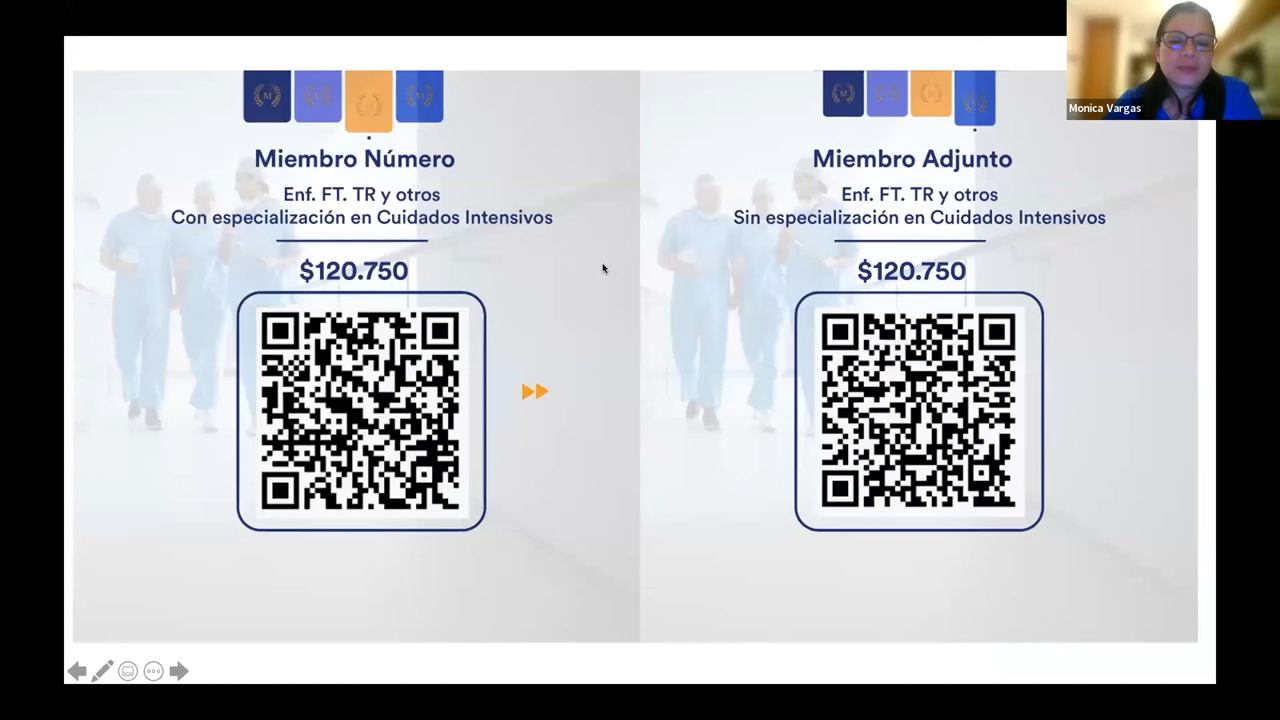 Monica Vargas
Miembro Número
Enf. FT. TR y otros
Con especialización en Cuidados Intensivos
$120.750
Miembro Adjunto
Enf. FT. TR y otros
Sin especialización en Cuidados Intensivos
$120.750